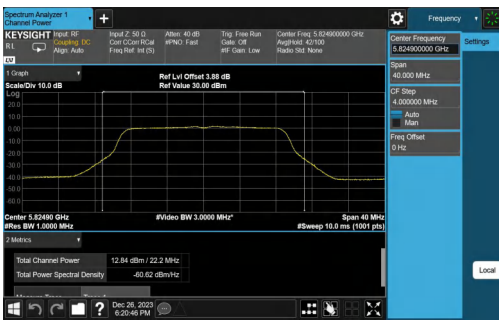 Spectrum Analyzer 1
Channel Power
+
Frequency
KEYSIGHT
RL
Input: RF
Coupling: DC
Align: Auto
Input Z: 50 Ω
Corr CCorr RCal
Freq Ref: Int (S)
Atten: 40 dB
#PNO: Fast
Trig: Free Run
Gate: Off
#IF Gain: Low
Center Freq: 5.824900000 GHz
Avg|Hold: 42/100
Radio Std: None
Center Frequency
5.824900000 GHz
Settings
Span
40.000 MHz
CF Step
4.000000 MHz
Auto
Man
Freq Offset
0 Hz
1 Graph
Scale/Div 10.0 dB
Ref Lvl Offset 3.88 dB
Ref Value 30.00 dBm
Log
20.0
10.0
0.00
-10.0
-20.0
-30.0
-40.0
-50.0
-60.0
Center 5.82490 GHz
#Video BW 3.0000 MHz*
Span 40 MHz
#Res BW 1.0000 MHz
#Sweep 10.0 ms (1001 pts)
2 Metrics
Total Channel Power 12.84 dBm / 22.2 MHz
Total Power Spectral Density -60.62 dBm/Hz
Local
?
Dec 26, 2023
6:20:46 PM